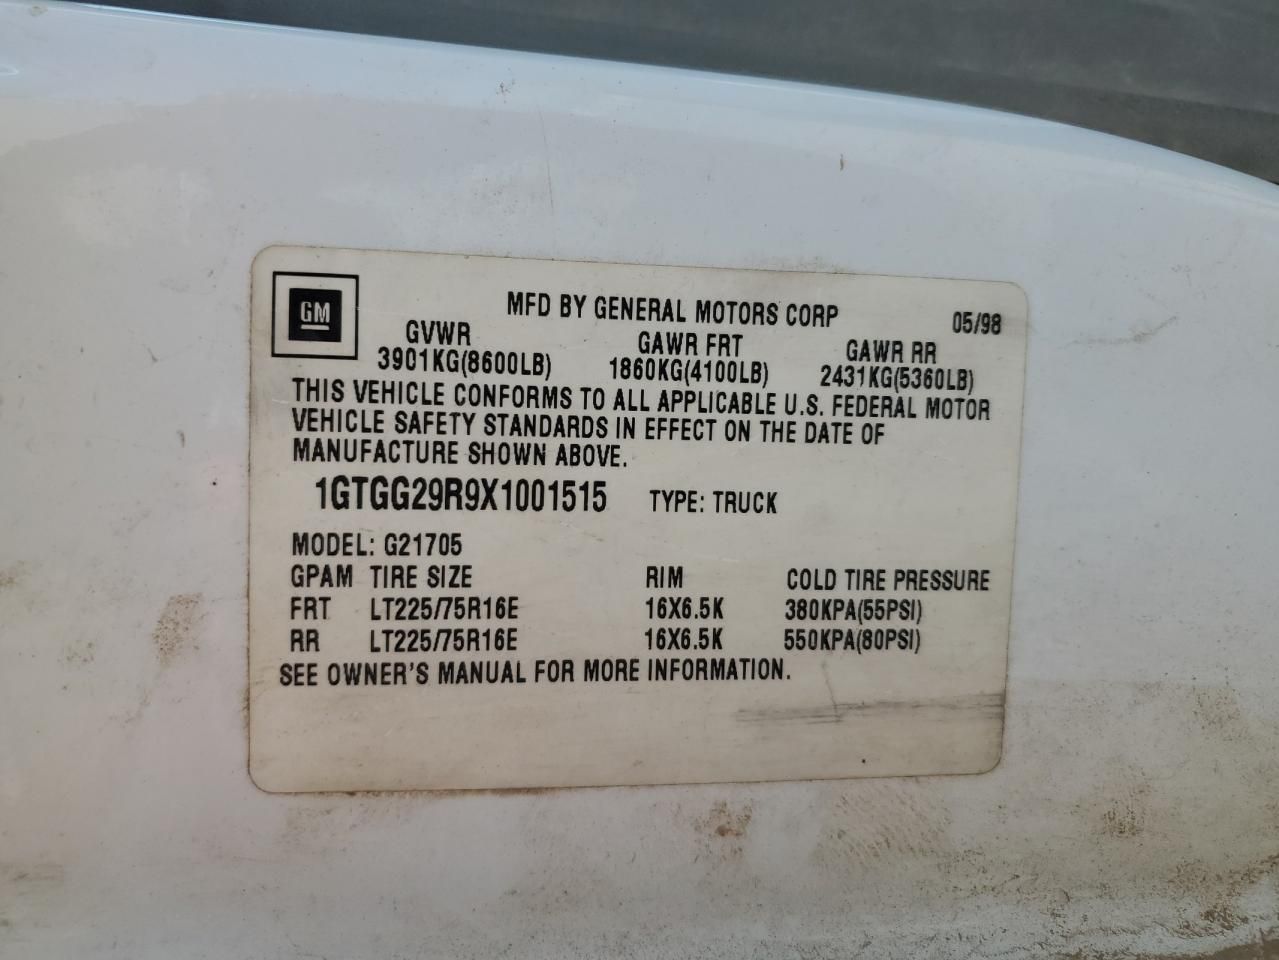 GM
MFD BY GENERAL MOTORS CORP 05/98
GVWR GAWR FRT GAWR RR
3901KG(8600LB) 1860KG(4100LB) 2431KG(5360LB)
THIS VEHICLE CONFORMS TO ALL APPLICABLE U.S. FEDERAL MOTOR
VEHICLE SAFETY STANDARDS IN EFFECT ON THE DATE OF
MANUFACTURE SHOWN ABOVE.
1GTGG29R9X1001515 TYPE: TRUCK
MODEL: G21705
GPAM TIRE SIZE RIM COLD TIRE PRESSURE
FRT LT225/75R16E 16X6.5K 380KPA(55PSI)
RR LT225/75R16E 16X6.5K 550KPA(80PSI)
SEE OWNER'S MANUAL FOR MORE INFORMATION.